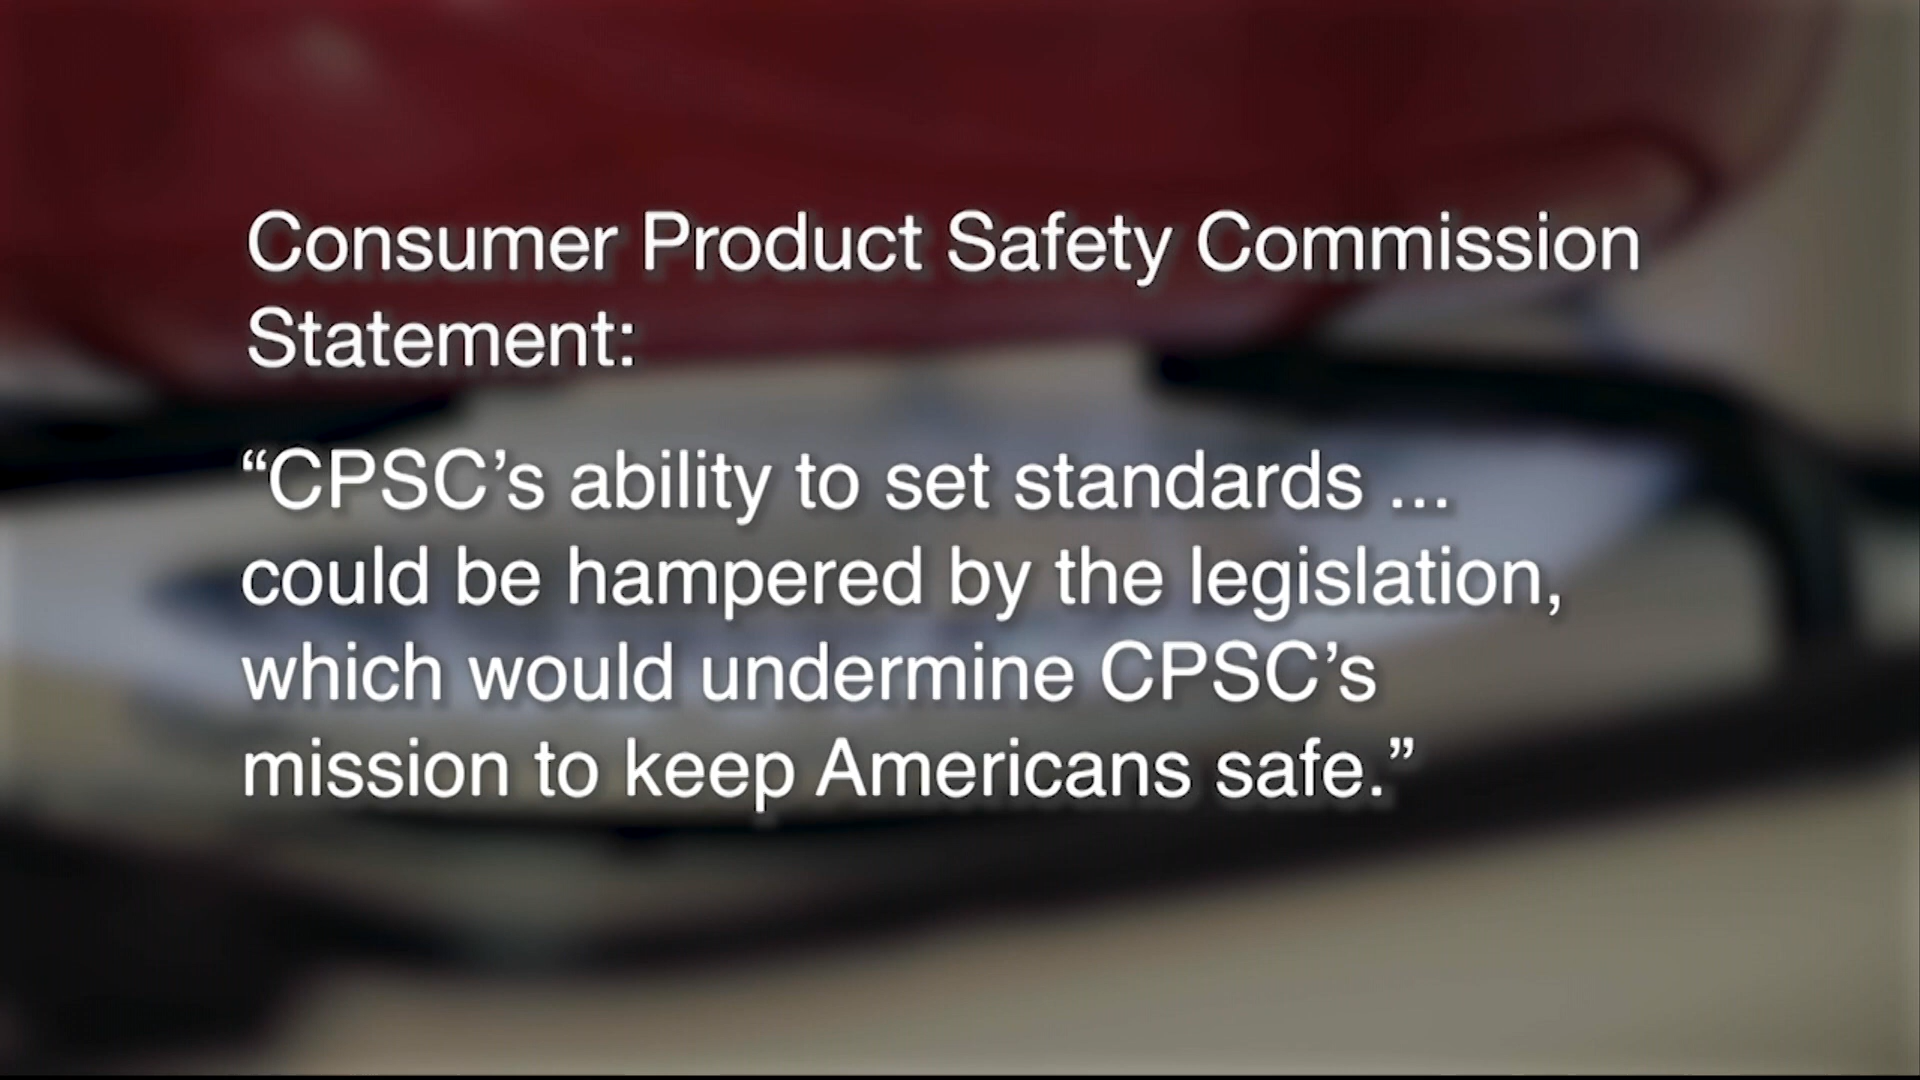 Consumer Product Safety Commission
Statement:
“CPSC’s ability to set standards ...
could be hampered by the legislation,
which would undermine CPSC’s
mission to keep Americans safe.”